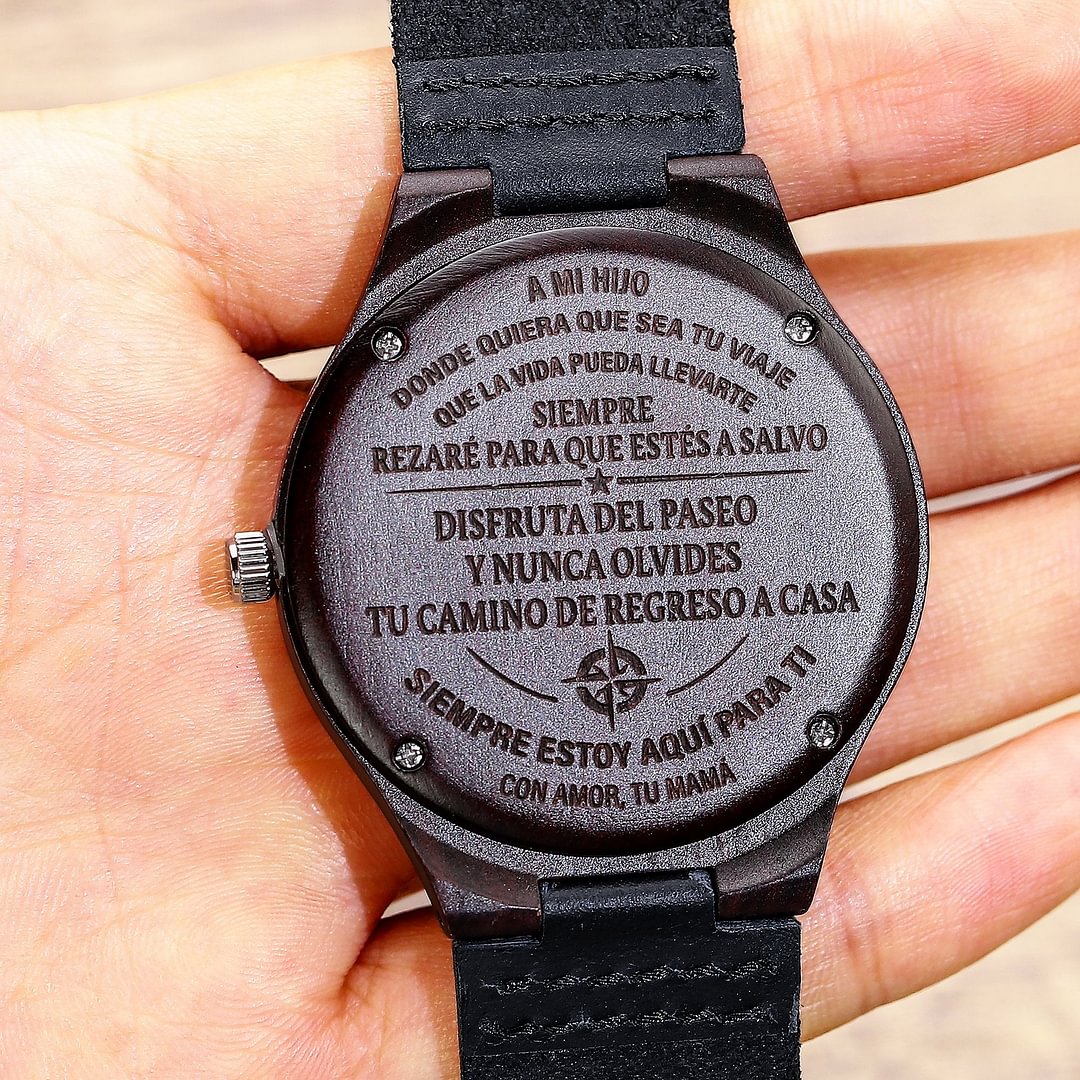 A MI HIJO
DONDE QUIERA QUE SEA TU VIAJE
QUE LA VIDA PUEDA LLEVARTE
SIEMPRE
REZARÉ PARA QUE ESTÉS A SALVO
DISFRUTA DEL PASEO
Y NUNCA OLVIDES
TU CAMINO DE REGRESO A CASA
SIEMPRE ESTOY AQUÍ PARA TI
CON AMOR, TU MAMÁ